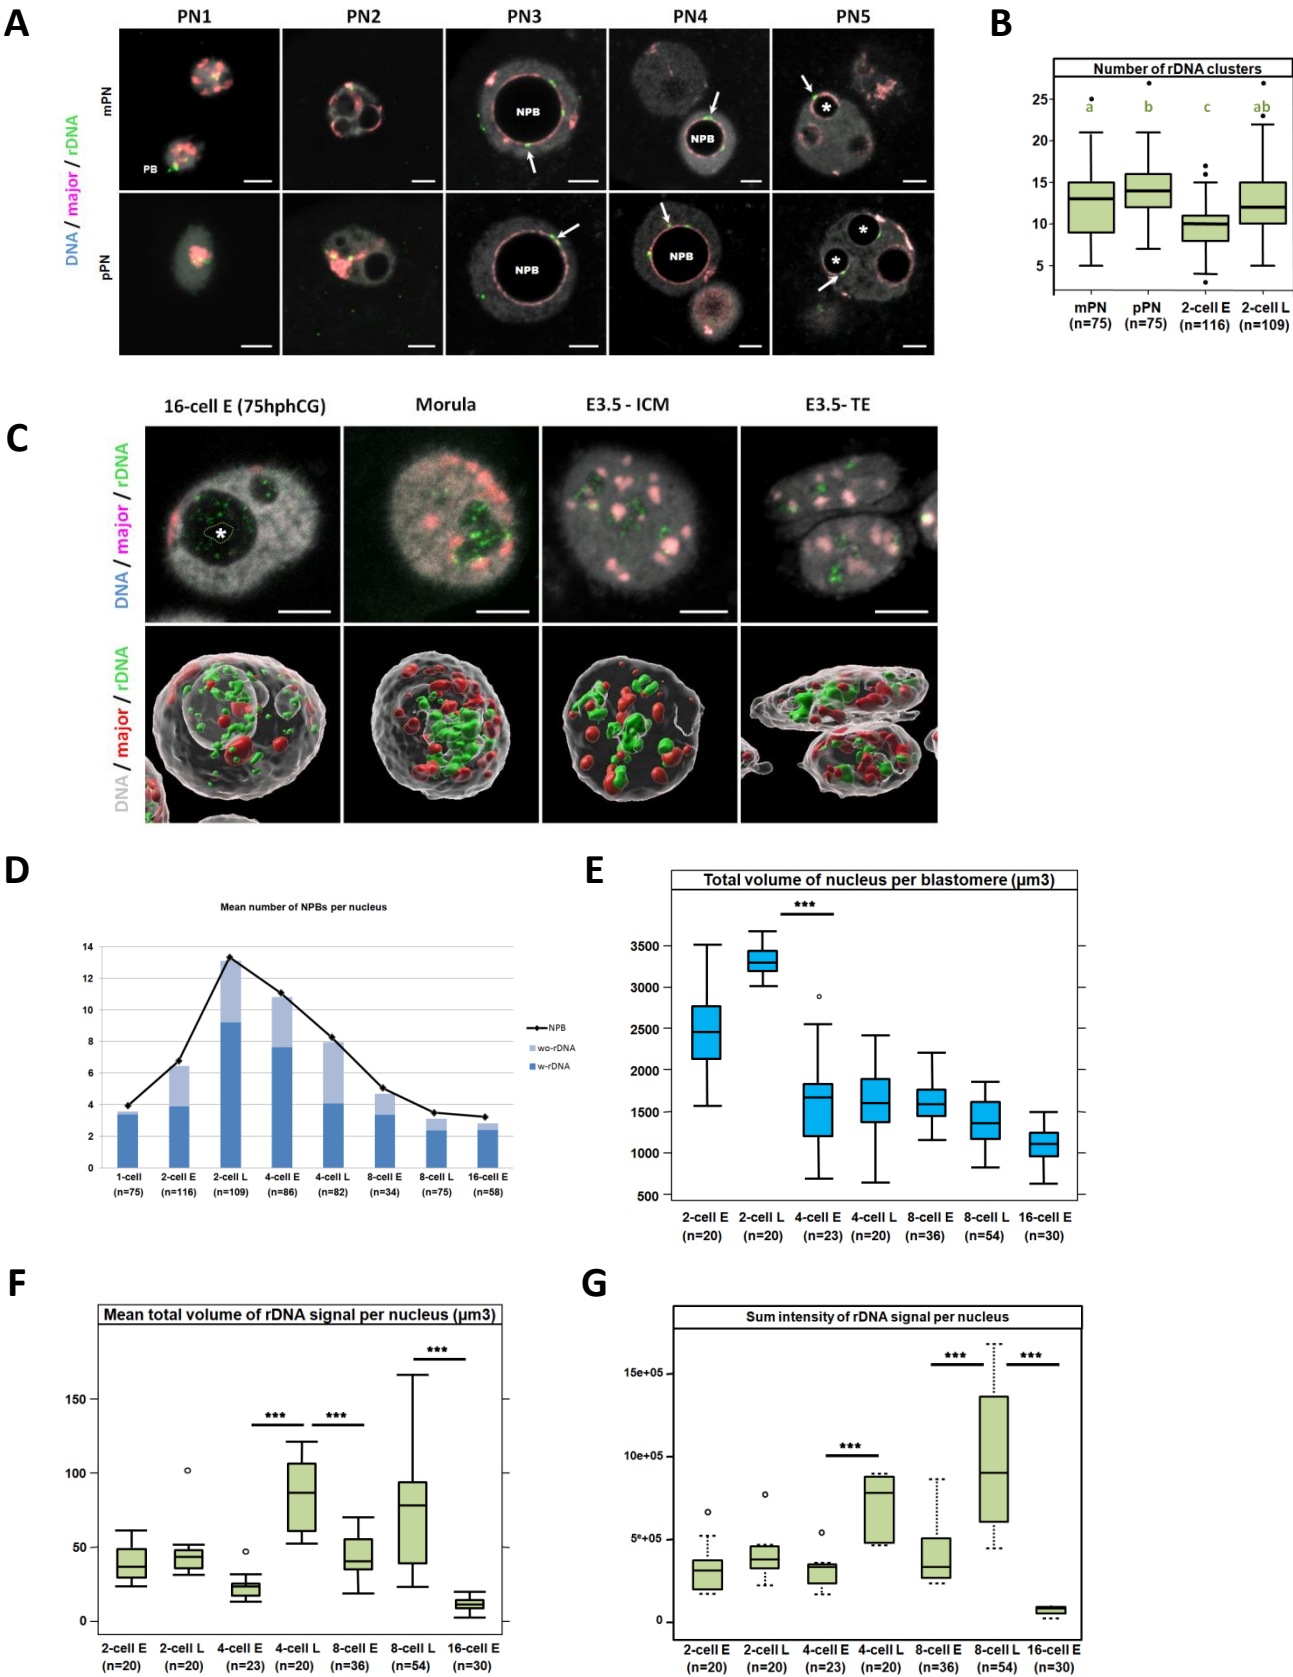 A
PN1 PN2 PN3 PN4 PN5
DNA / major / rDNA
mPN
PB
NPB
NPB
*
pPN
NPB
NPB
*
*
B
Number of rDNA clusters
a b c ab
25
20
15
10
5
mPN pPN 2-cell E 2-cell L
(n=75) (n=75) (n=116) (n=109)
C
16-cell E (75hphCG) Morula E3.5 - ICM E3.5- TE
DNA / major / rDNA
*
DNA / major / rDNA
D
Mean number of NPBs per nucleus
14
12
10
8
6
4
2
0
1-cell 2-cell E 2-cell L 4-cell E 4-cell L 8-cell E 8-cell L 16-cell E
(n=75) (n=116) (n=109) (n=86) (n=82) (n=34) (n=75) (n=58)
NPB
wo-rDNA
w-rDNA
E
Total volume of nucleus per blastomere (µm3)
***
3500
3000
2500
2000
1500
1000
500
2-cell E 2-cell L 4-cell E 4-cell L 8-cell E 8-cell L 16-cell E
(n=20) (n=20) (n=23) (n=20) (n=36) (n=54) (n=30)
F
Mean total volume of rDNA signal per nucleus (µm3)
***
*** ***
150
100
50
0
2-cell E 2-cell L 4-cell E 4-cell L 8-cell E 8-cell L 16-cell E
(n=20) (n=20) (n=23) (n=20) (n=36) (n=54) (n=30)
G
Sum intensity of rDNA signal per nucleus
*** ***
***
15e+05
10e+05
5e+05
0
2-cell E 2-cell L 4-cell E 4-cell L 8-cell E 8-cell L 16-cell E
(n=20) (n=20) (n=23) (n=20) (n=36) (n=54) (n=30)